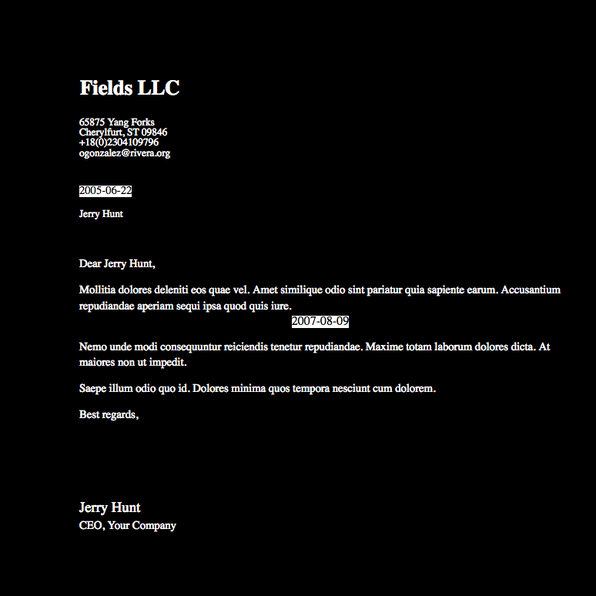 Fields LLC
65875 Yang Forks
Cherylfurt, ST 09846
+18(0)2304109796
ogonzalez@rivera.org
2005-06-22
Jerry Hunt
Dear Jerry Hunt,
Mollitia dolores deleniti eos quae vel. Amet similique odio sint pariatur quia sapiente earum. Accusantium
repudiandae aperiam sequi ipsa quod quis iure.
2007-08-09
Nemo unde modi consequuntur reiciendis tenetur repudiandae. Maxime totam laborum dolores dicta. At
maiores non ut impedit.
Saepe illum odio quo id. Dolores minima quos tempora nesciunt cum dolorem.
Best regards,
Jerry Hunt
CEO, Your Company